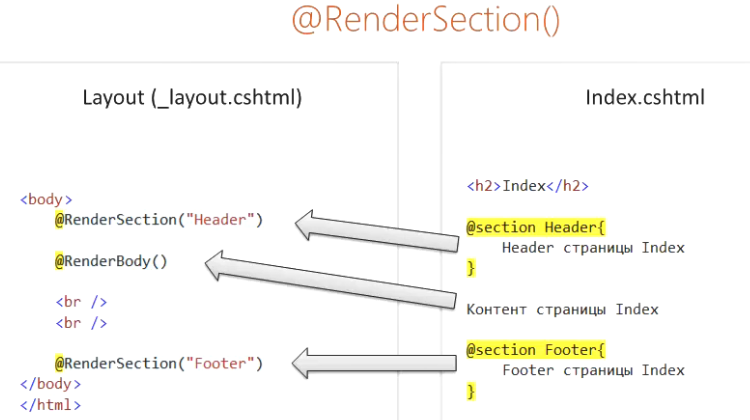 @RenderSection()
Layout (_layout.cshtml)
<body>
@RenderSection("Header")
@RenderBody()
<br />
<br />
@RenderSection("Footer")
</body>
</html>
Index.cshtml
<h2>Index</h2>
@section Header{
Header страницы Index
}
Контент страницы Index
@section Footer{
Footer страницы Index
}